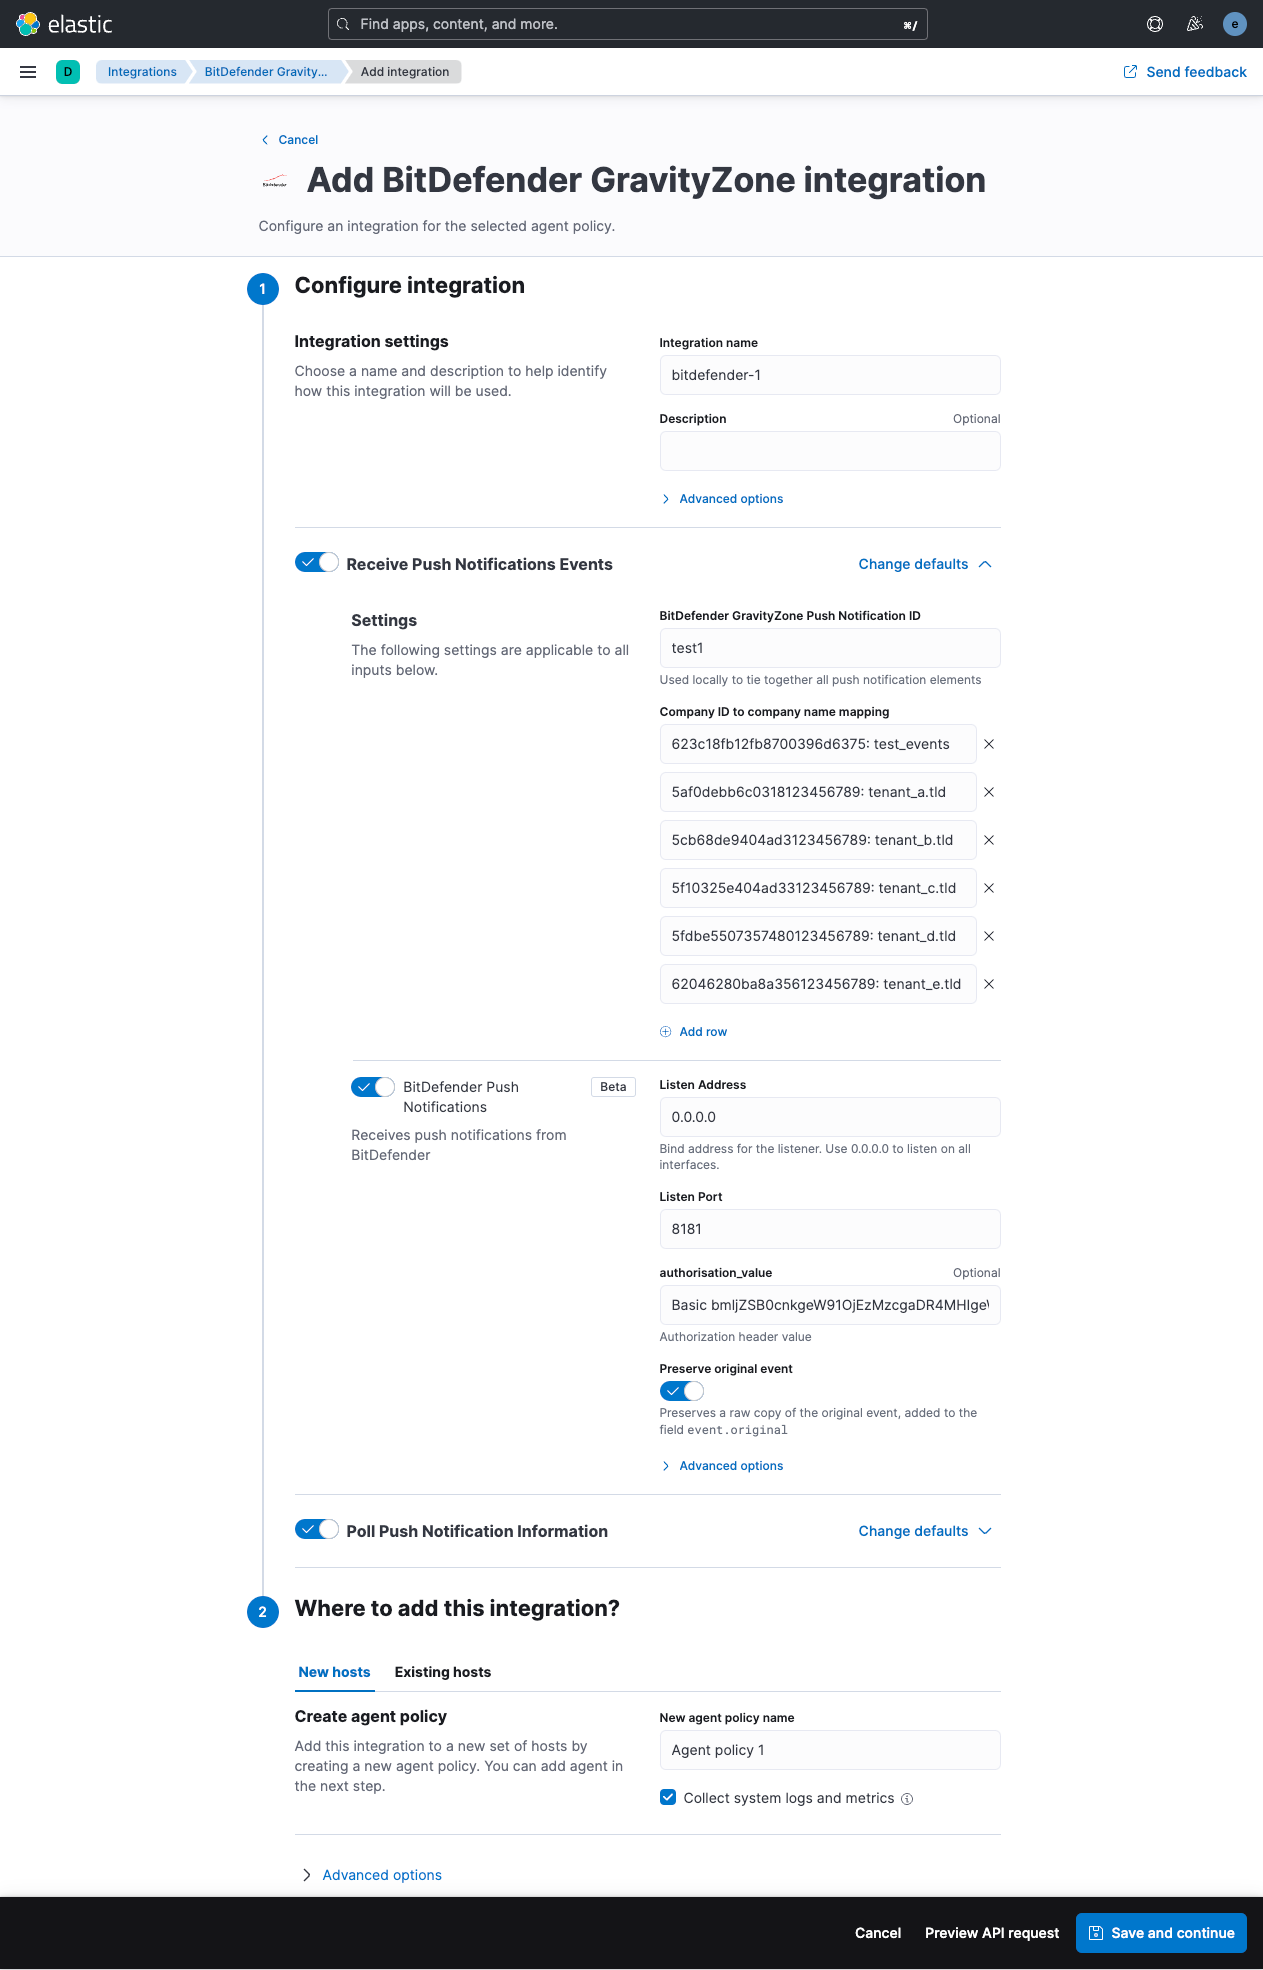 elastic
Find apps, content, and more.
⌘/
e
D
Integrations
BitDefender Gravity...
Add integration
Send feedback
Cancel
Bitdefender
Add BitDefender GravityZone integration
Configure an integration for the selected agent policy.
1
Configure integration
Integration settings
Choose a name and description to help identify
how this integration will be used.
Integration name
bitdefender-1
Description
Optional
Advanced options
Receive Push Notifications Events
Change defaults
Settings
The following settings are applicable to all
inputs below.
BitDefender GravityZone Push Notification ID
test1
Used locally to tie together all push notification elements
Company ID to company name mapping
623c18fb12fb8700396d6375: test_events
5af0debb6c0318123456789: tenant_a.tld
5cb68de9404ad3123456789: tenant_b.tld
5f10325e404ad33123456789: tenant_c.tld
5fdbe5507357480123456789: tenant_d.tld
62046280ba8a356123456789: tenant_e.tld
Add row
BitDefender Push
Notifications
Beta
Receives push notifications from
BitDefender
Listen Address
0.0.0.0
Bind address for the listener. Use 0.0.0.0 to listen on all
interfaces.
Listen Port
8181
authorisation_value
Optional
Basic
Authorization header value
Preserve original event
Preserves a raw copy of the original event, added to the
field event.original
Advanced options
Poll Push Notification Information
Change defaults
2
Where to add this integration?
New hosts
Existing hosts
Create agent policy
Add this integration to a new set of hosts by
creating a new agent policy. You can add agent in
the next step.
New agent policy name
Agent policy 1
Collect system logs and metrics
Advanced options
Cancel
Preview API request
Save and continue